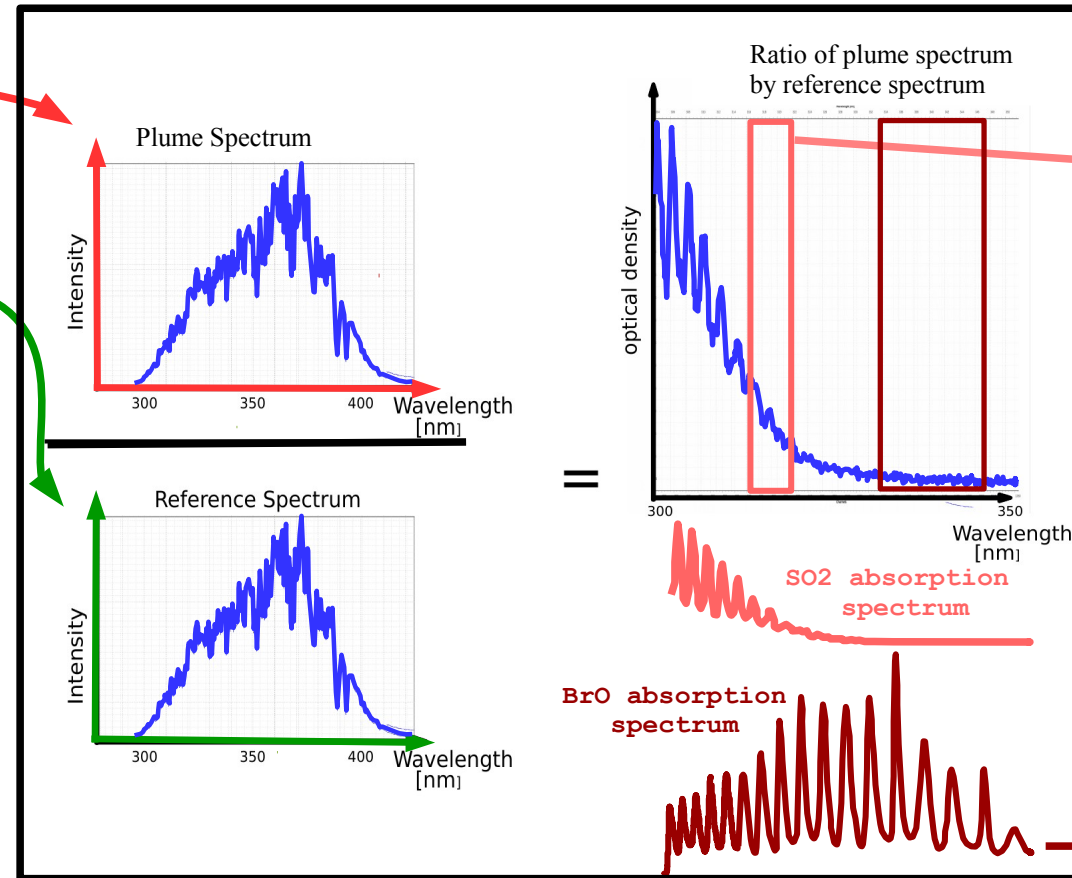 Plume Spectrum
Intensity
300 350 400
Wavelength
[nm]
Reference Spectrum
Intensity
300 350 400
Wavelength
[nm]
=
Ratio of plume spectrum
by reference spectrum
optical density
300 350
Wavelength
[nm]
SO2 absorption
spectrum
BrO absorption
spectrum